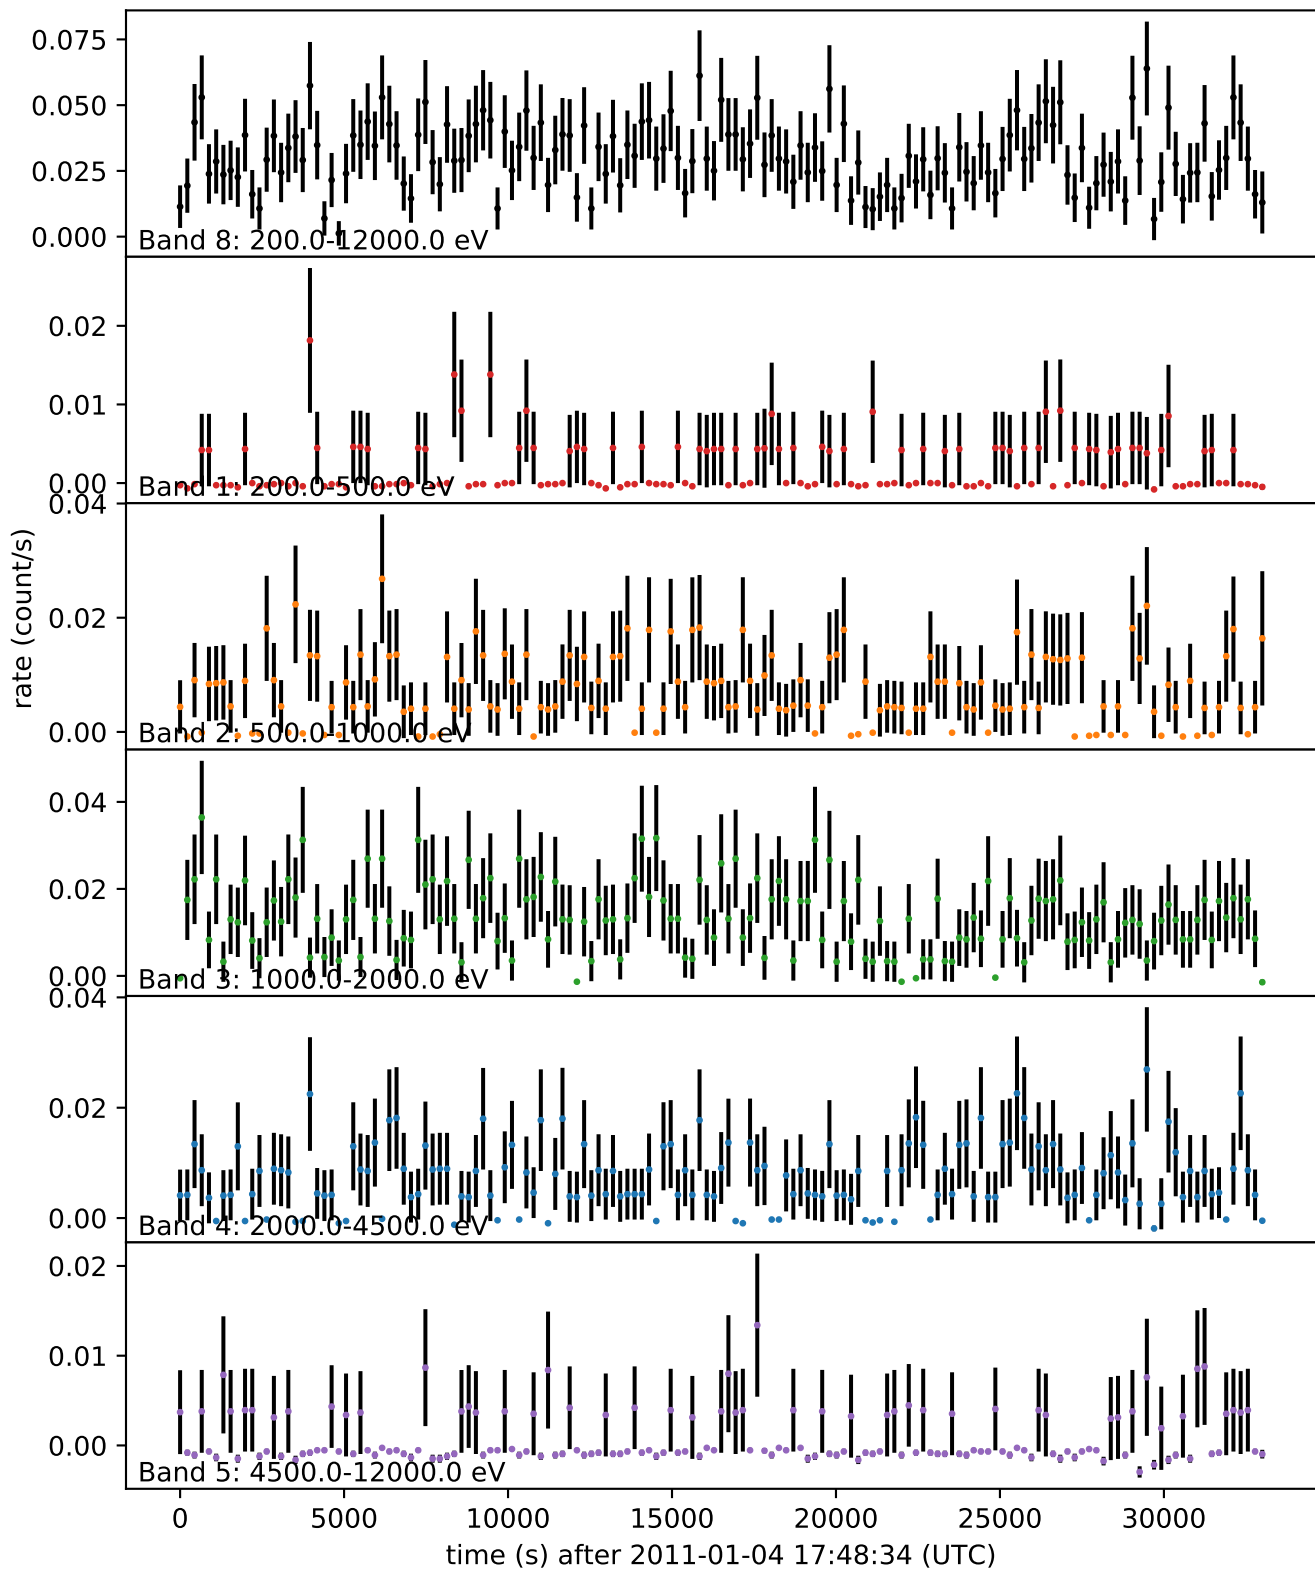 0.075
0.050
0.025
0.000
Band 8: 200.0-12000.0 eV
0.02
0.01
0.00
Band 1: 200.0-500.0 eV
0.04
0.02
0.00
Band 2: 500.0-1000.0 eV
rate (count/s)
0.04
0.02
0.00
Band 3: 1000.0-2000.0 eV
0.04
0.02
0.00
Band 4: 2000.0-4500.0 eV
0.02
0.01
0.00
Band 5: 4500.0-12000.0 eV
0 5000 10000 15000 20000 25000 30000
time (s) after 2011-01-04 17:48:34 (UTC)